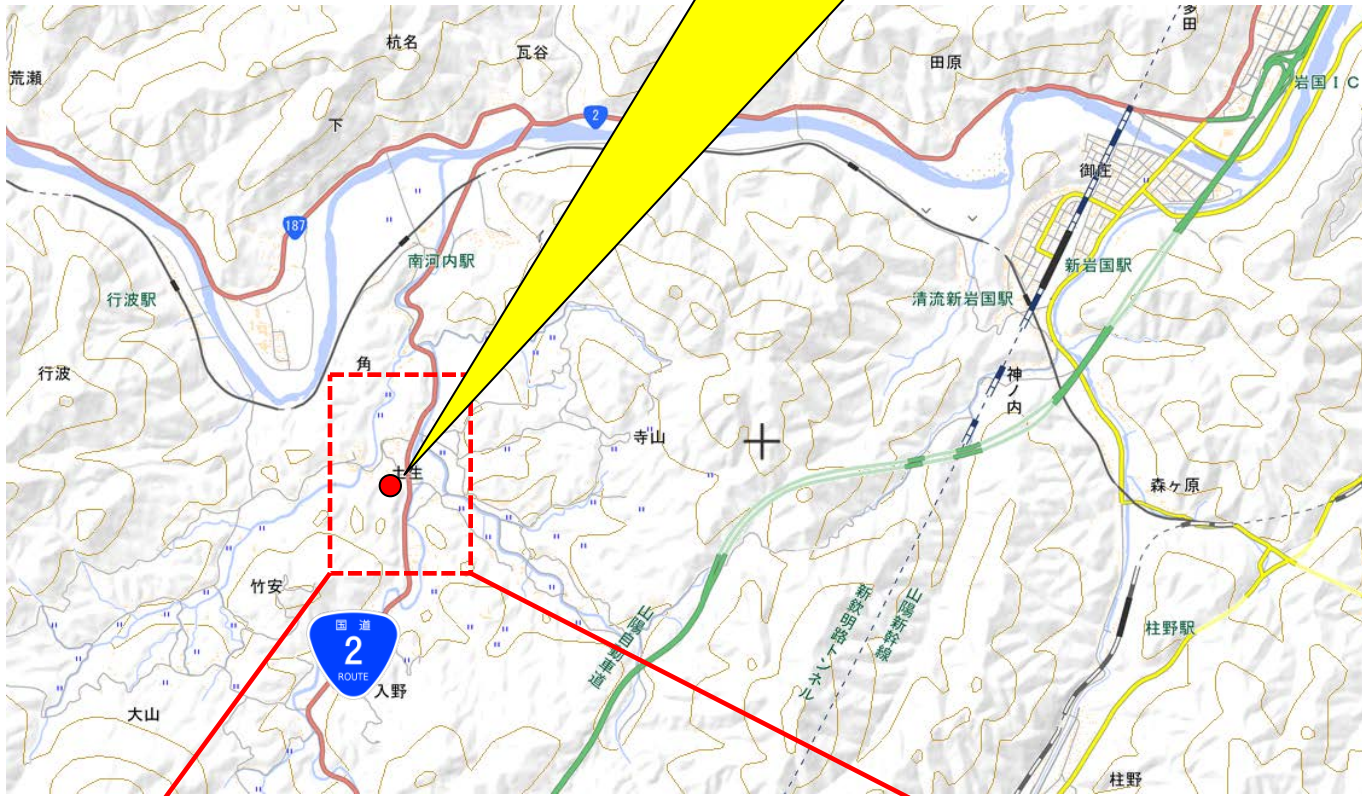 多田
杭名
瓦谷
田原
荒瀬
岩国IC
下
2
御庄
187
南河内駅
新岩国駅
行波駅
清流新岩国駅
角
行波
神ノ内
寺山
土生
森ヶ原
竹安
新欽明路トンネル
山陽新幹線
山陽自動車道
柱野駅
国道
2
ROUTE
入野
大山
柱野